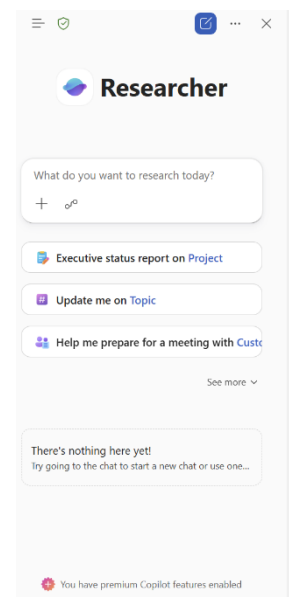 Researcher
What do you want to research today?
Executive status report on Project
Update me on Topic
Help me prepare for a meeting with Custo
See more
There's nothing here yet!
Try going to the chat to start a new chat or use one...
You have premium Copilot features enabled